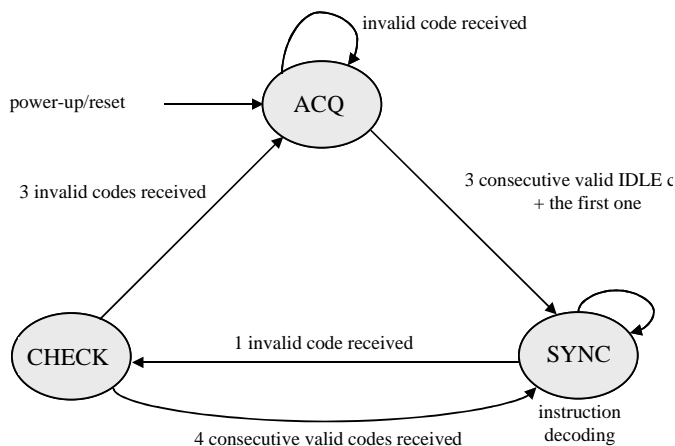 invalid code received
ACQ
power-up/reset
3 invalid codes received
3 consecutive valid IDLE
+ the first one
CHECK
1 invalid code received
SYNC
instruction
decoding
4 consecutive valid codes received